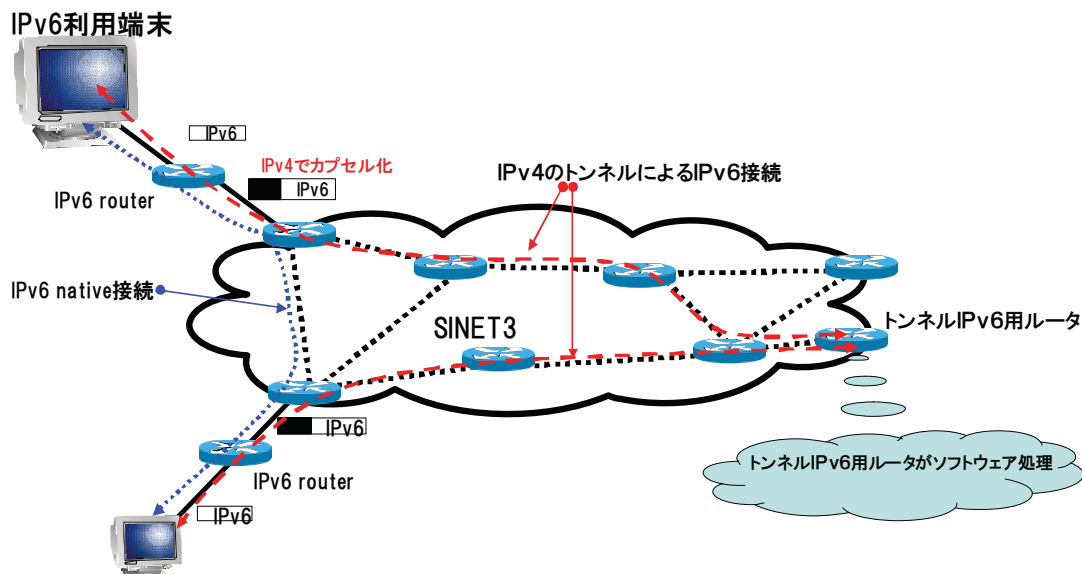 IPv6利用端末
IPv6
IPv4でカプセル化
IPv6
IPv4のトンネルによるIPv6接続
IPv6 router
IPv6 native接続
SINET3
トンネルIPv6用ルータ
IPv6
トンネルIPv6用ルータがソフトウェア処理
IPv6 router
IPv6